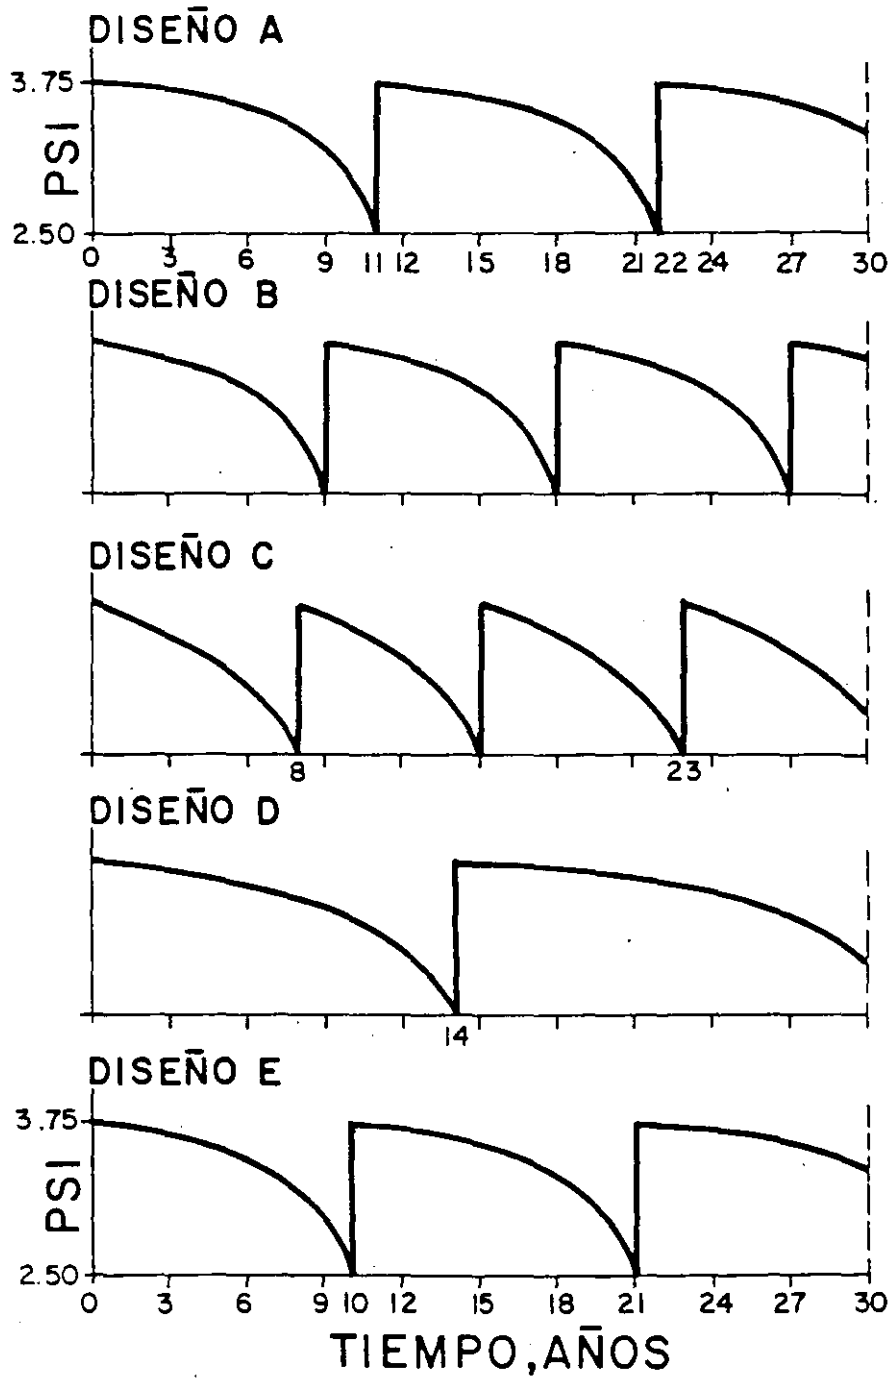 DISEÑO A
3.75
PSI
2.50
0 3 6 9 11 12 15 18 21 22 24 27 30
DISEÑO B
DISEÑO C
8 23
DISEÑO D
14
DISEÑO E
3.75
PSI
2.50
0 3 6 9 10 12 15 18 21 24 27 30
TIEMPO, AÑOS